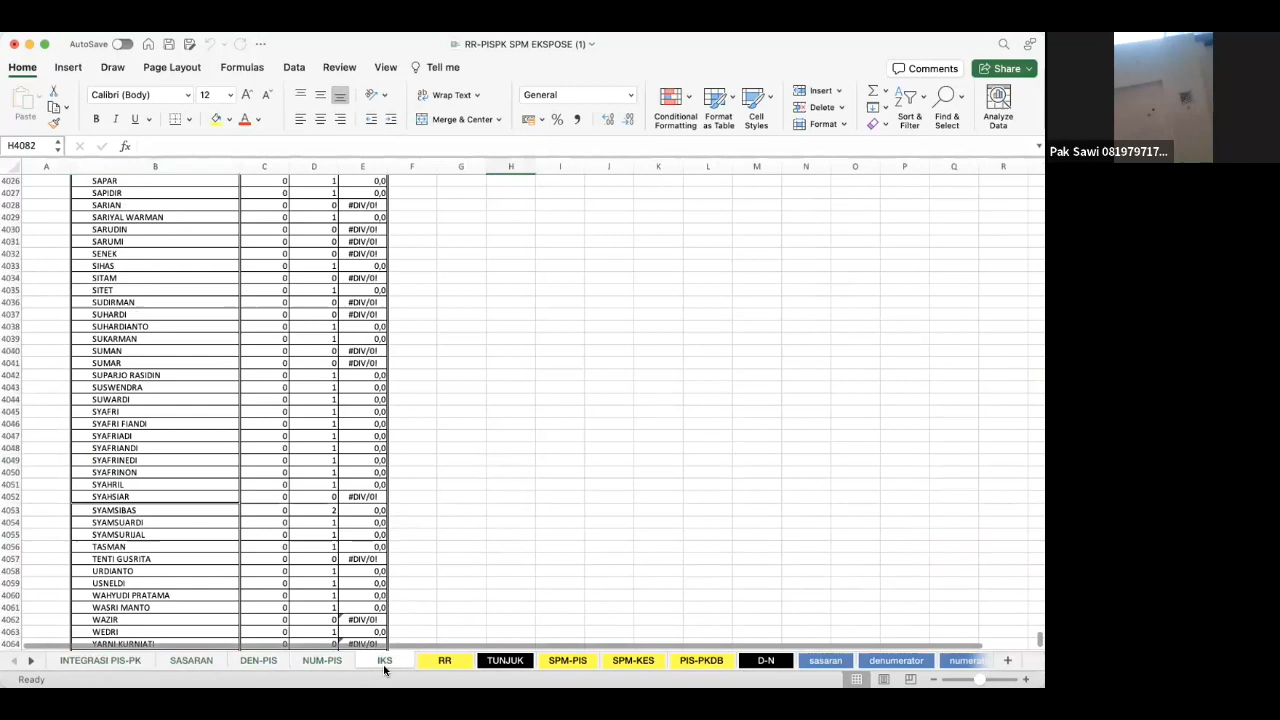 AutoSave
RR-PISPK SPM EKSPOSE (1)
Home Insert Draw Page Layout Formulas Data Review View Tell me Comments Share
Paste Calibri (Body) 12 A A Wrap Text General Insert
B I U A Merge & Center % Delete
Conditional Formatting Format as Table Cell Styles Format Sort & Filter Find & Select Analyze Data
H4082 fx
A B C D E F G H I J K L M N O P Q R
4026 SAPAR 0 1 0,0
4027 SAPIDIR 0 1 0,0
4028 SARIAN 0 0 #DIV/0!
4029 SARIYAL WARMAN 0 1 0,0
4030 SARUDIN 0 0 #DIV/0!
4031 SARUMI 0 0 #DIV/0!
4032 SENEK 0 0 #DIV/0!
4033 SIHAS 0 1 0,0
4034 SITAM 0 0 #DIV/0!
4035 SITET 0 1 0,0
4036 SUDIRMAN 0 0 #DIV/0!
4037 SUHARDI 0 0 #DIV/0!
4038 SUHARDIANTO 0 1 0,0
4039 SUKARMAN 0 1 0,0
4040 SUMAN 0 0 #DIV/0!
4041 SUMAR 0 0 #DIV/0!
4042 SUPARJO RASIDIN 0 1 0,0
4043 SUSWENDRA 0 1 0,0
4044 SUWARDI 0 1 0,0
4045 SYAFRI 0 1 0,0
4046 SYAFRI FIANDI 0 1 0,0
4047 SYAFRIADI 0 1 0,0
4048 SYAFRIANDI 0 1 0,0
4049 SYAFRINEDI 0 1 0,0
4050 SYAFRINON 0 1 0,0
4051 SYAHRIL 0 1 0,0
4052 SYAHSIAR 0 0 #DIV/0!
4053 SYAMSIBAS 0 2 0,0
4054 SYAMSUARDI 0 1 0,0
4055 SYAMSURIJAL 0 1 0,0
4056 TASMAN 0 1 0,0
4057 TENTI GUSRITA 0 0 #DIV/0!
4058 URDIANTO 0 1 0,0
4059 USNELDI 0 1 0,0
4060 WAHYUDI PRATAMA 0 1 0,0
4061 WASRI MANTO 0 1 0,0
4062 WAZIR 0 0 #DIV/0!
4063 WEDRI 0 1 0,0
4064 YARNI KURNIATI 0 0 #DIV/0!
INTEGRASI PIS-PK SASARAN DEN-PIS NUM-PIS IKS RR TUNJUK SPM-PIS SPM-KES PIS-PKDB D-N sasaran denumerator numera
Ready
Pak Sawi 081979717...